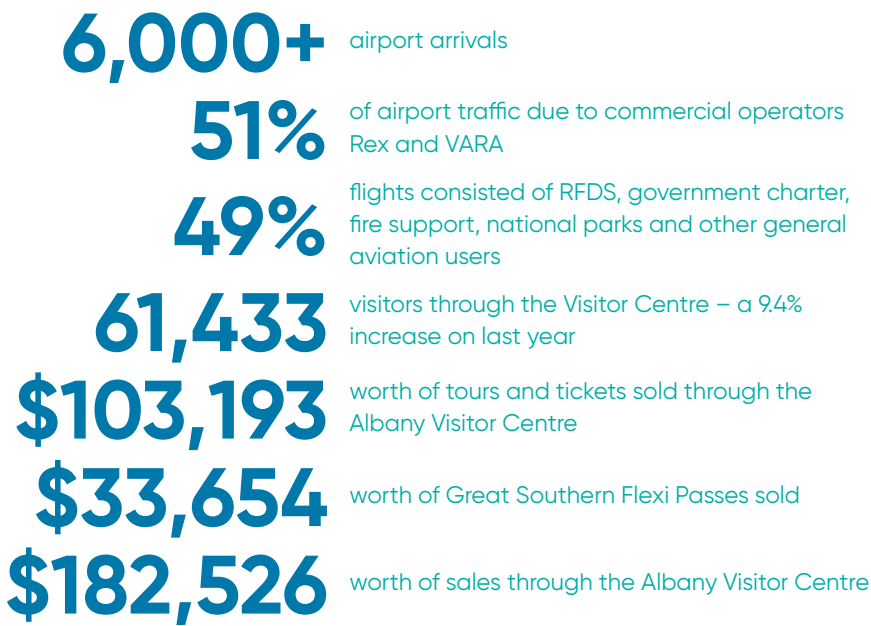 6,000+ airport arrivals
51% of airport traffic due to commercial operators
Rex and VARA
49% flights consisted of RFDS, government charter,
fire support, national parks and other general
aviation users
61,433 visitors through the Visitor Centre – a 9.4%
increase on last year
$103,193 worth of tours and tickets sold through the
Albany Visitor Centre
$33,654 worth of Great Southern Flexi Passes sold
$182,526 worth of sales through the Albany Visitor Centre